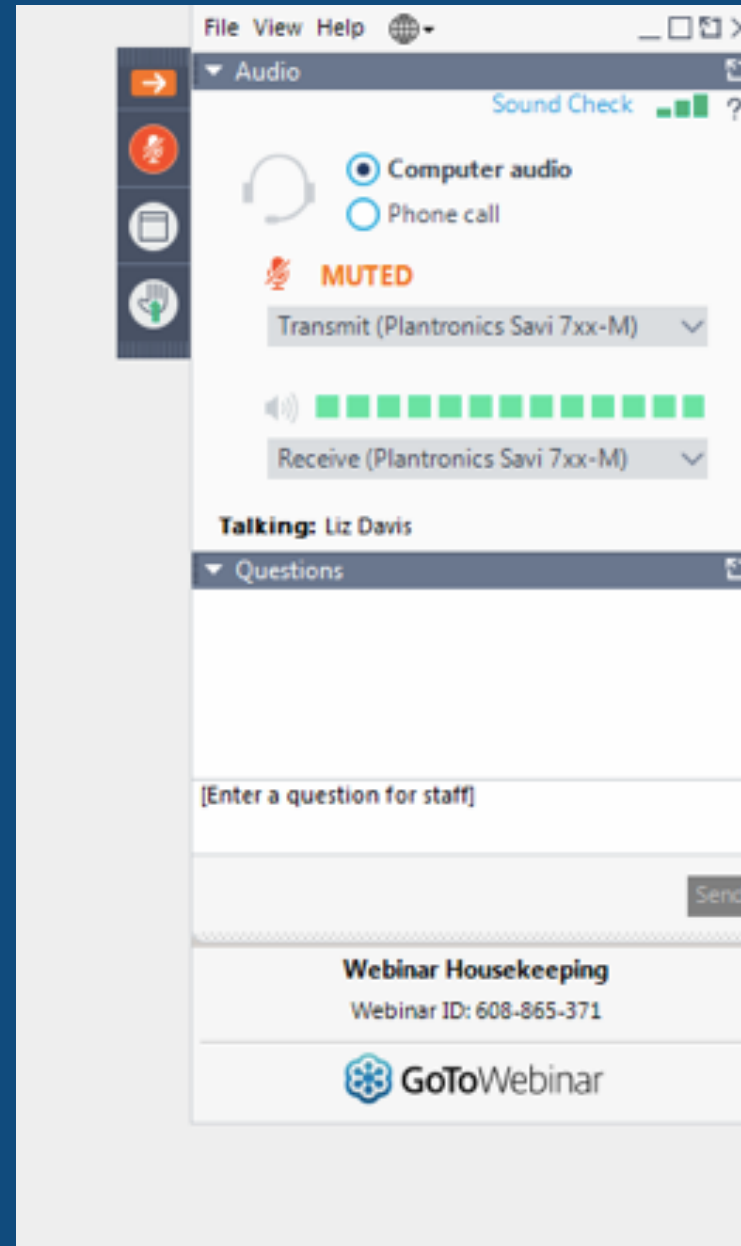 File View Help
Audio
Sound Check ?
Computer audio
Phone call
MUTED
Transmit (Plantronics Savi 7xx-M)
Receive (Plantronics Savi 7xx-M)
Talking: Liz Davis
Questions
[Enter a question for staff]
Send
Webinar Housekeeping
Webinar ID: 608-865-371
GoToWebinar